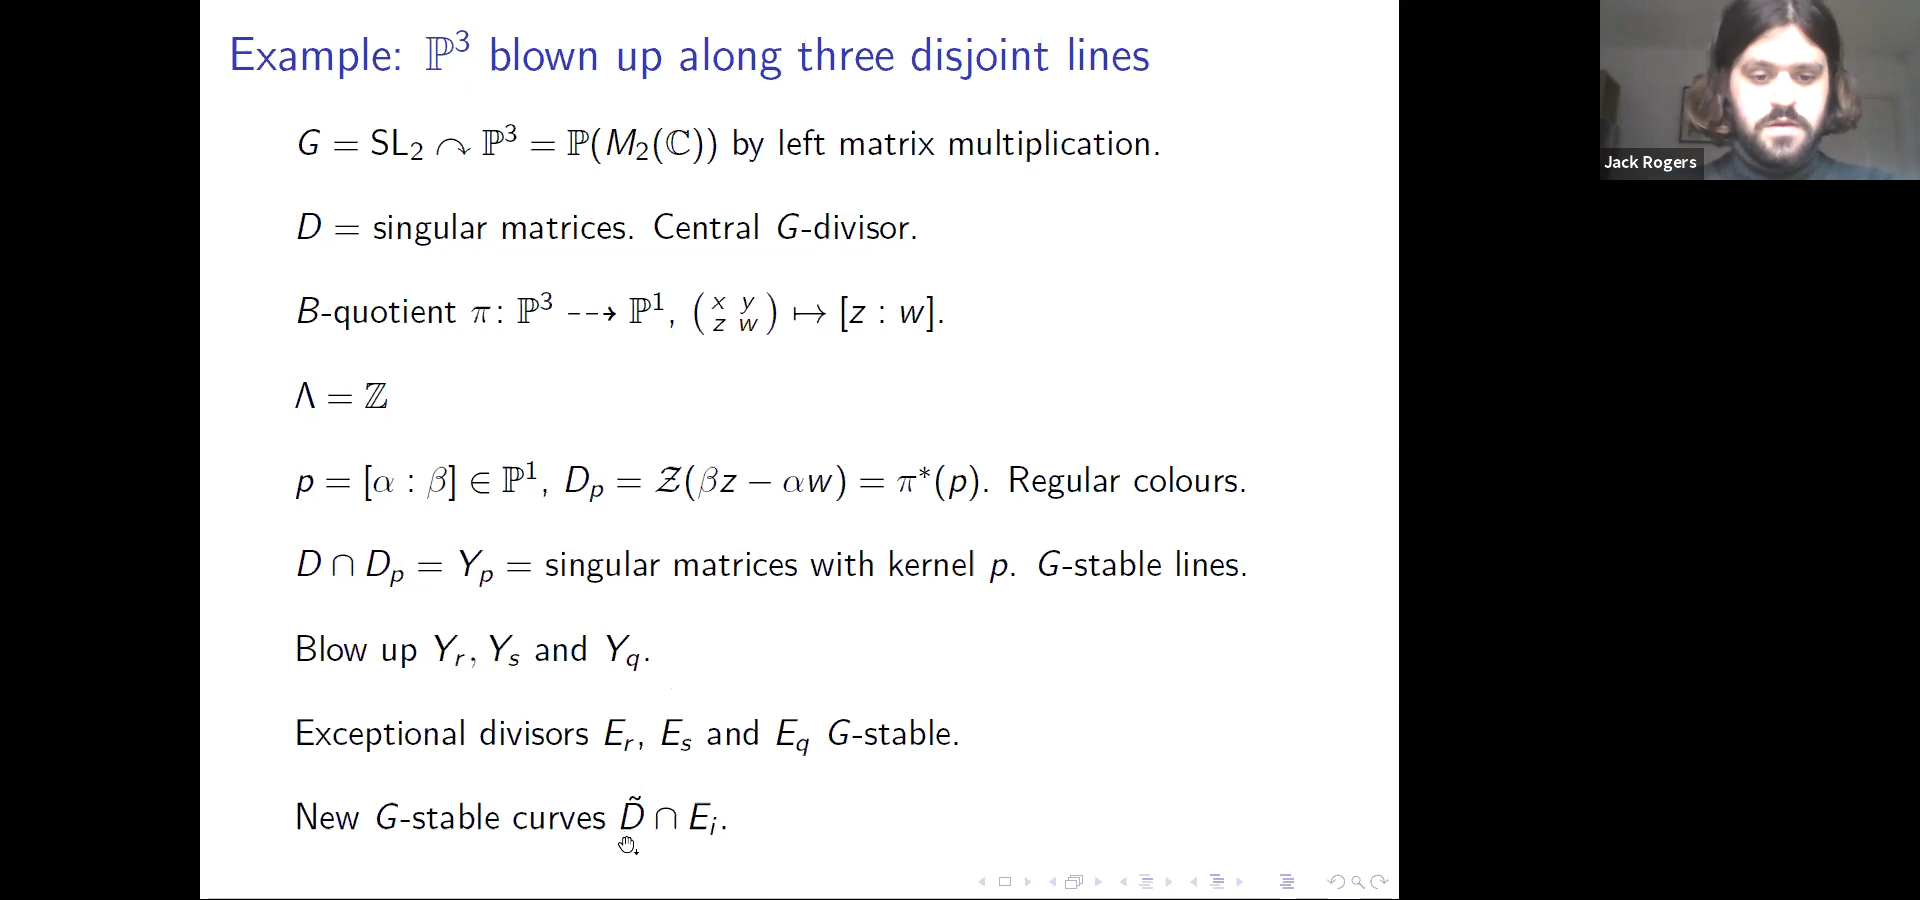 Example: ℙ³ blown up along three disjoint lines
G = SL₂ ↷ ℙ³ = ℙ(M₂(ℂ)) by left matrix multiplication.
D = singular matrices. Central G-divisor.
B-quotient π: ℙ³ ⇢ ℙ¹, (x y z w) ↦ [z : w].
Λ = ℤ
p = [α : β] ∈ ℙ¹, D_p = 𝒵(βz − αw) = π*(p). Regular colours.
D ∩ D_p = Y_p = singular matrices with kernel p. G-stable lines.
Blow up Y_r, Y_s and Y_q.
Exceptional divisors E_r, E_s and E_q G-stable.
New G-stable curves D̃ ∩ E_i.
Jack Rogers